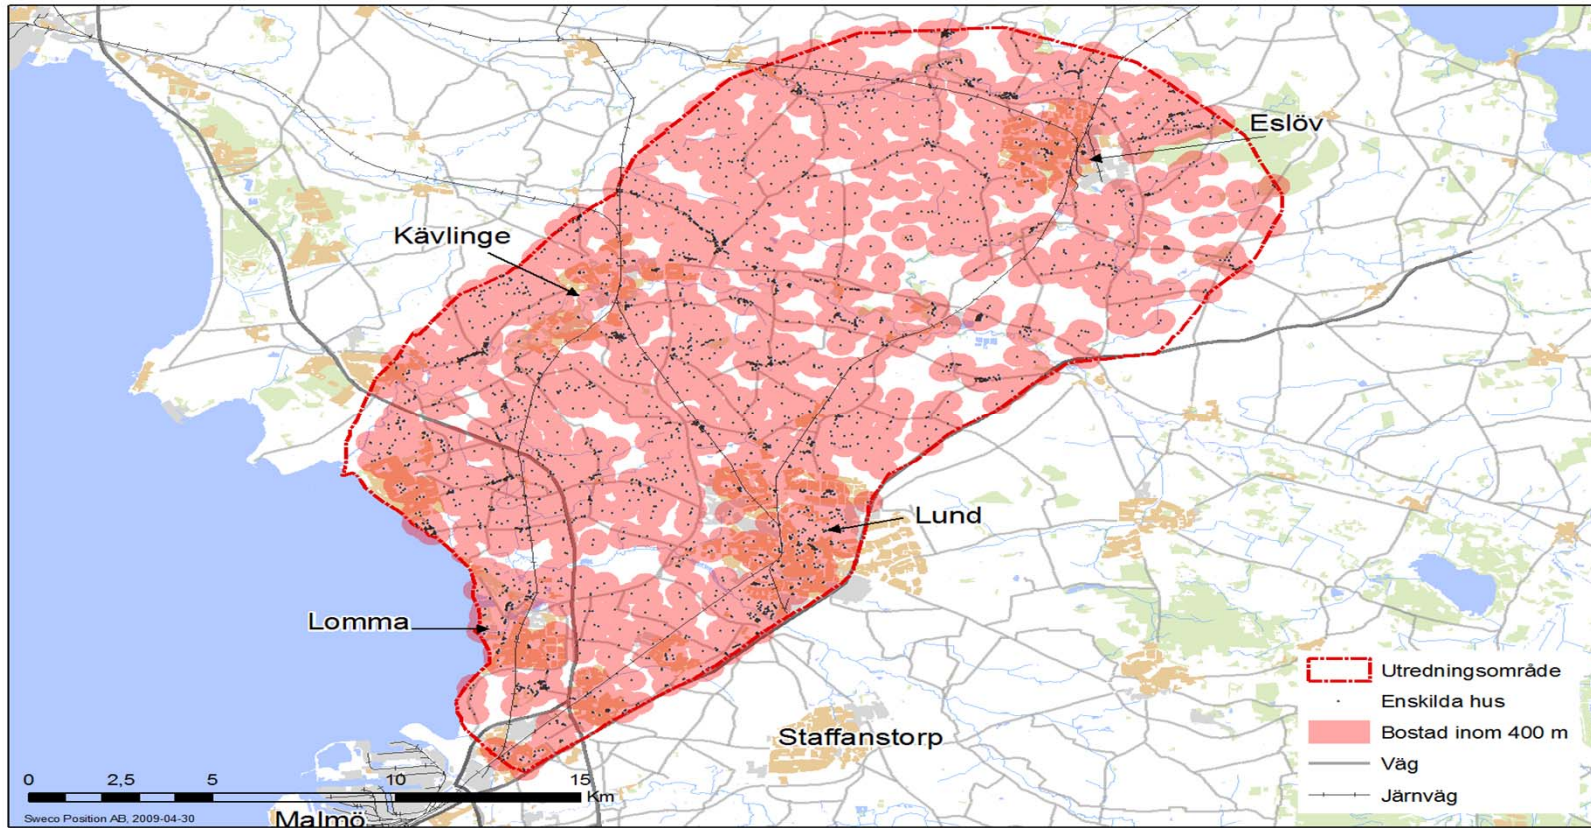 Eslöv
Kävlinge
Lund
Lomma
Utredningsområde
Enskilda hus
Bostad inom 400 m
Väg
Järnväg
Staffanstorp
0 2,5 5 10 15
Km
Sweco Position AB, 2009-04-30
Malmö